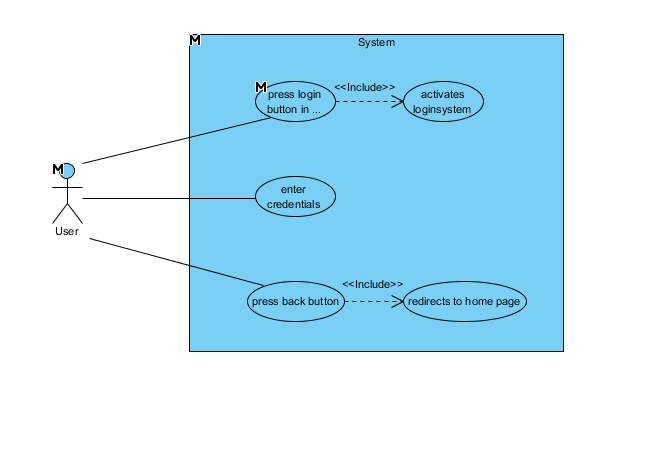 M
System
M
press login
button in ...
<<Include>>
activates
loginsystem
M
User
enter
credentials
press back button
<<Include>>
redirects to home page